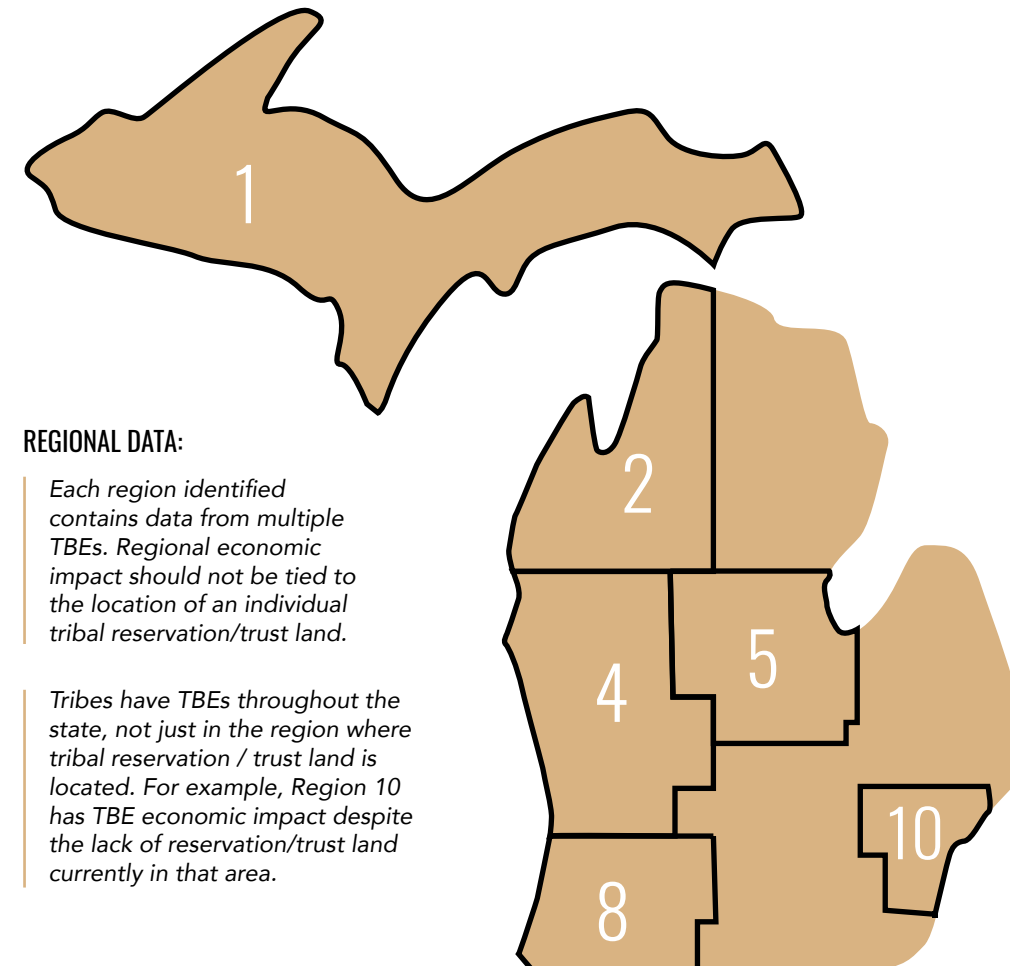 1
2
REGIONAL DATA:
Each region identified
contains data from multiple
TBEs. Regional economic
impact should not be tied to
the location of an individual
tribal reservation/trust land.
5
4
Tribes have TBEs throughout the
state, not just in the region where
tribal reservation / trust land is
located. For example, Region 10
has TBE economic impact despite
the lack of reservation/trust land
currently in that area.
10
8